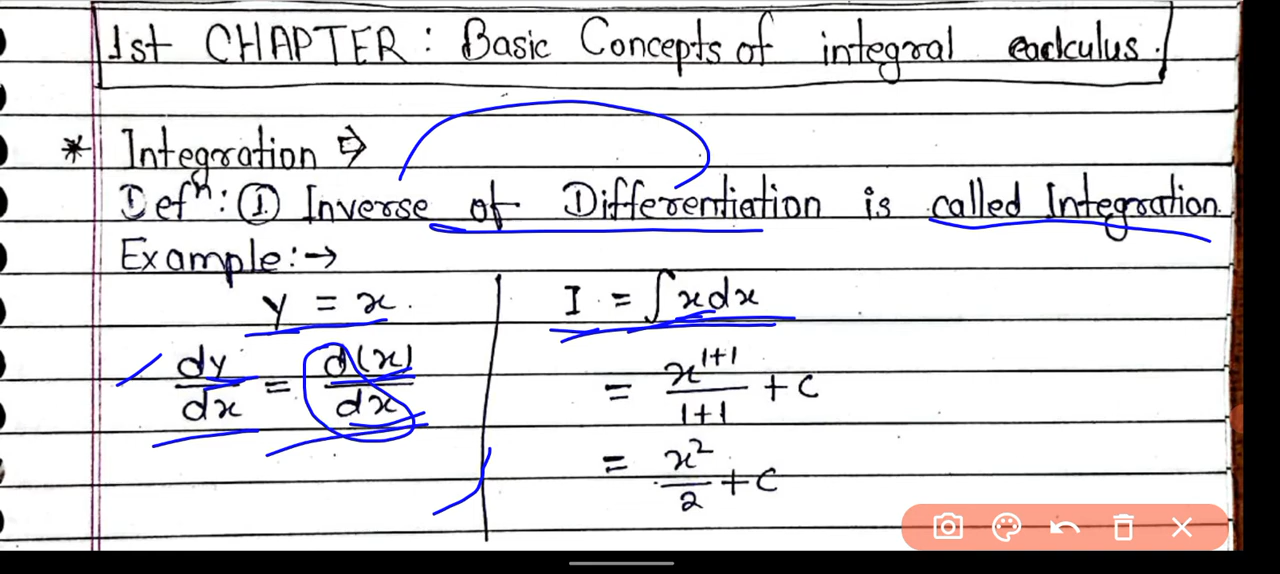 1st CHAPTER: Basic Concepts of integral calculus.
* Integration ⇒
Defⁿ: ① Inverse of Differentiation is called Integration.
Example:→
y = x.
dy/dx = d(x)/dx
I = ∫x dx
= x^(1+1)/(1+1) + c
= x²/2 + c